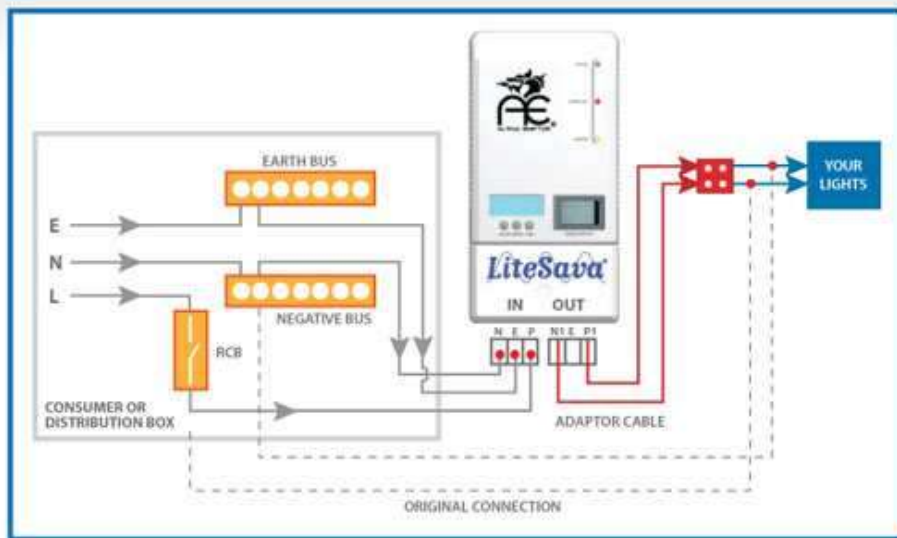 EARTH BUS
E
N
L
NEGATIVE BUS
RCB
CONSUMER OR
DISTRIBUTION BOX
AE
LiteSava
IN OUT
N E P N1 E P1
ADAPTOR CABLE
YOUR
LIGHTS
ORIGINAL CONNECTION